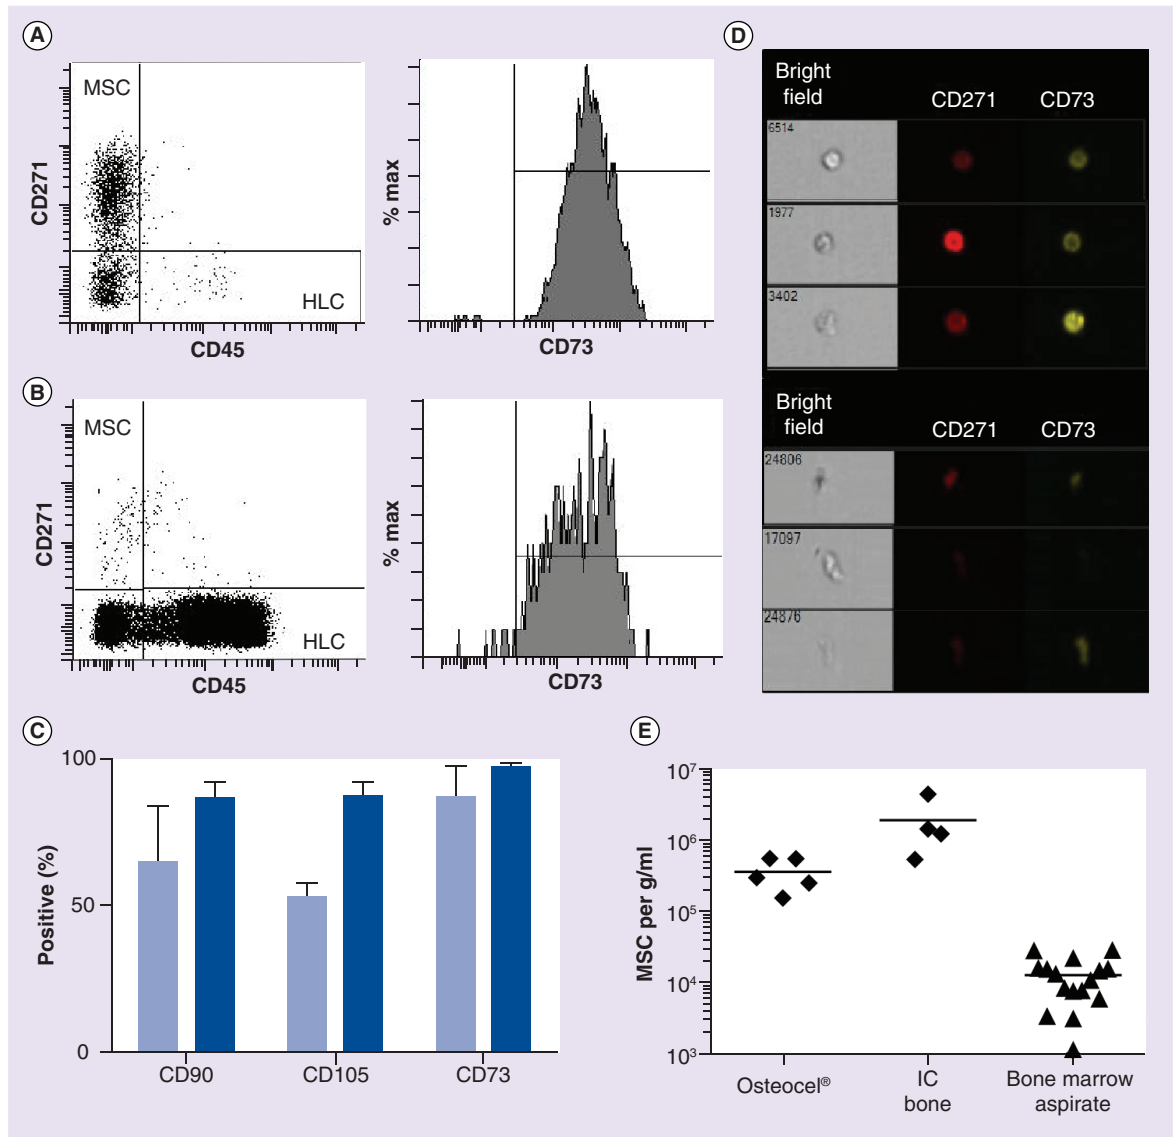 A
MSC
CD271
HLC
CD45
% max
CD73
B
MSC
CD271
HLC
CD45
% max
CD73
C
100
50
0
Positive (%)
CD90
CD105
CD73
D
Bright
field
CD271
CD73
6514
1977
3402
Bright
field
CD271
CD73
24806
17097
24876
E
10⁷
10⁶
10⁵
10⁴
10³
MSC per g/ml
Osteocel®
IC
bone
Bone marrow
aspirate